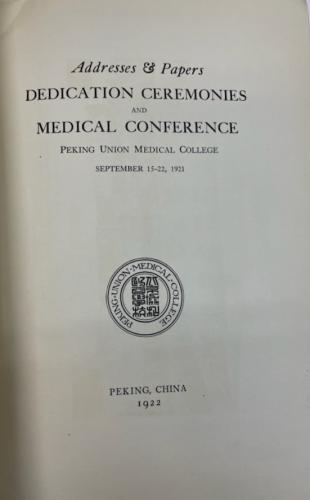 Addresses & Papers
DEDICATION CEREMONIES
AND
MEDICAL CONFERENCE
PEKING UNION MEDICAL COLLEGE
SEPTEMBER 15-22, 1921
PEKING·UNION·MEDICAL·COLLEGE·
PEKING, CHINA
1922